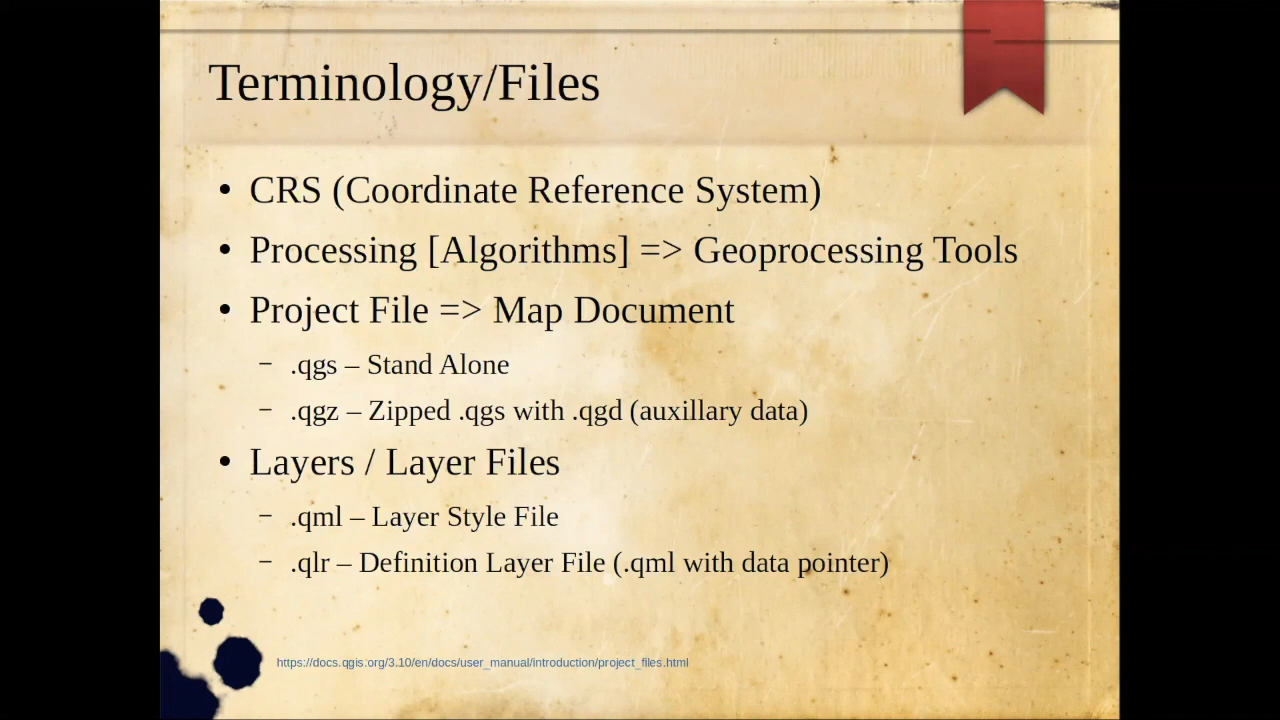 Terminology/Files
• CRS (Coordinate Reference System)
• Processing [Algorithms] => Geoprocessing Tools
• Project File => Map Document
– .qgs – Stand Alone
– .qgz – Zipped .qgs with .qgd (auxillary data)
• Layers / Layer Files
– .qml – Layer Style File
– .qlr – Definition Layer File (.qml with data pointer)
https://docs.qgis.org/3.10/en/docs/user_manual/introduction/project_files.html